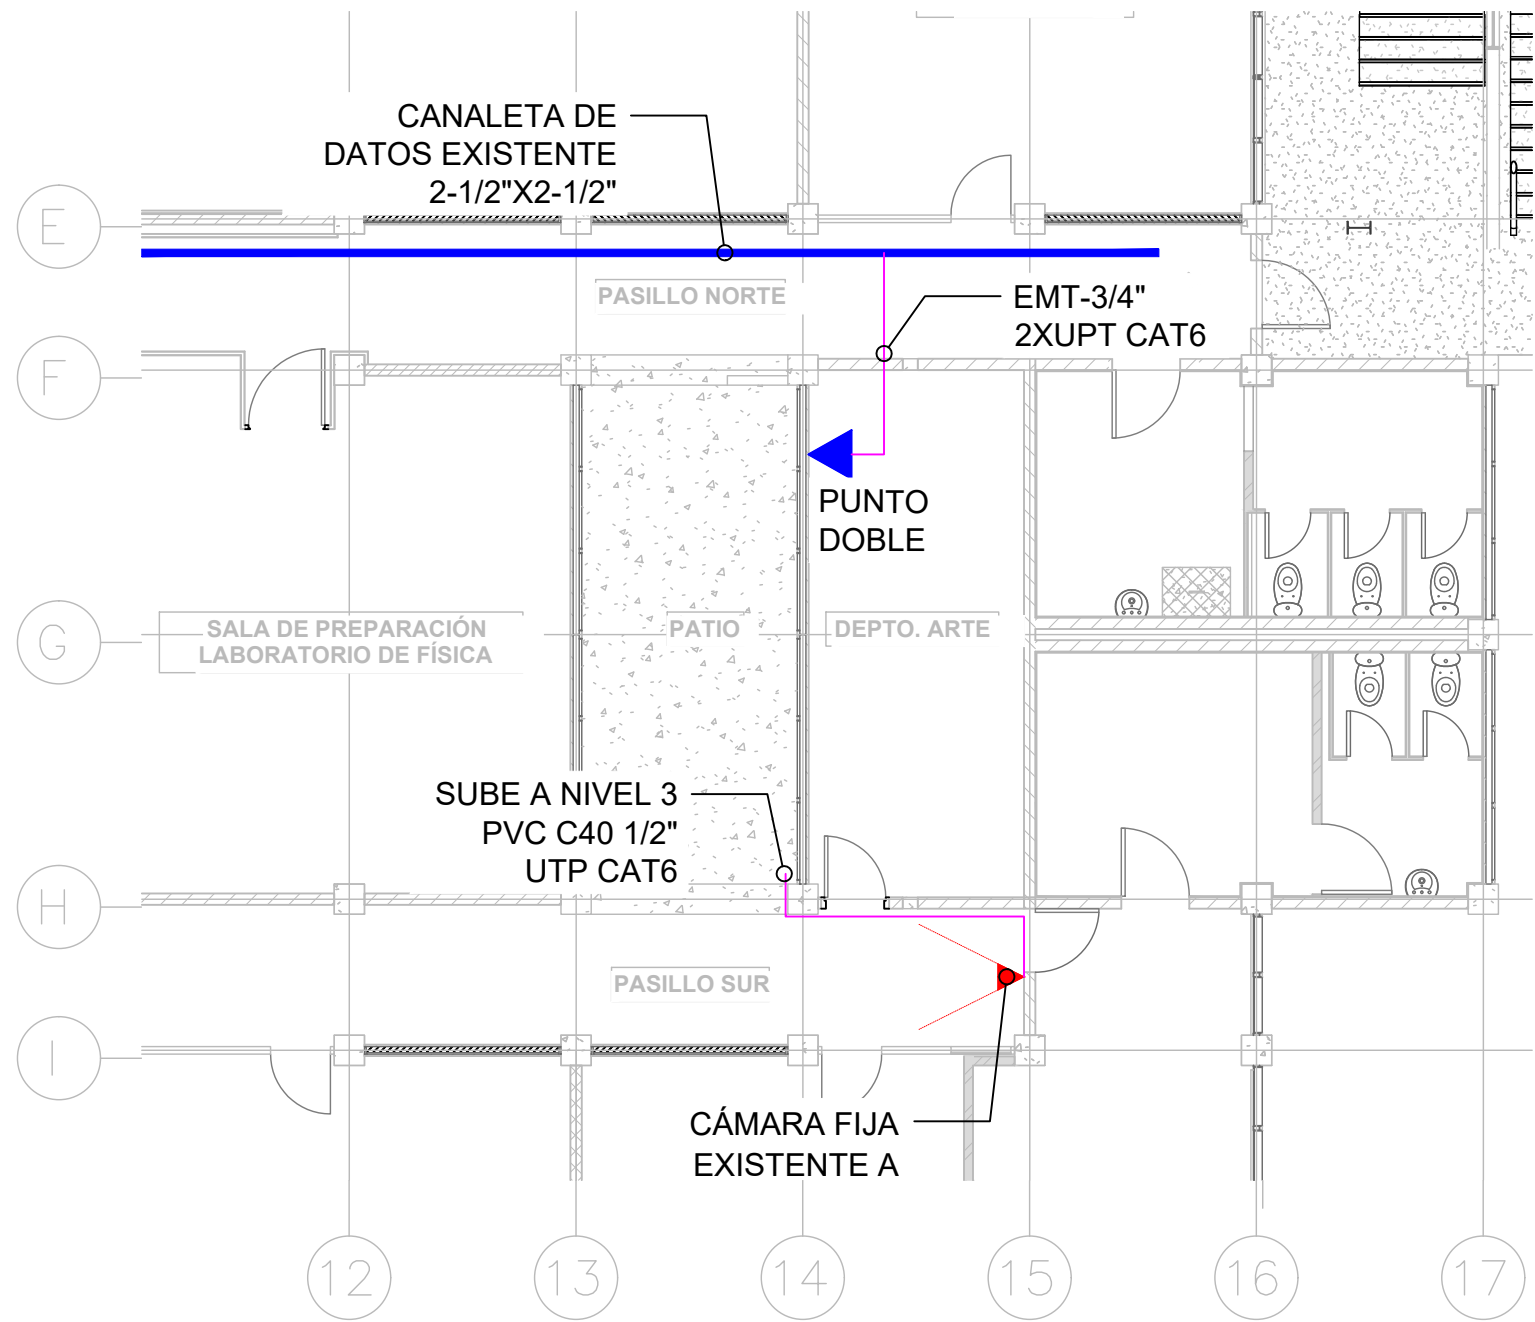 CANALETA DE
DATOS EXISTENTE
2-1/2"X2-1/2"
E
PASILLO NORTE
EMT-3/4"
2XUPT CAT6
F
PUNTO
DOBLE
G
SALA DE PREPARACIÓN
LABORATORIO DE FÍSICA
PATIO
DEPTO. ARTE
SUBE A NIVEL 3
PVC C40 1/2"
UTP CAT6
H
PASILLO SUR
I
CÁMARA FIJA
EXISTENTE A
12 13 14 15 16 17